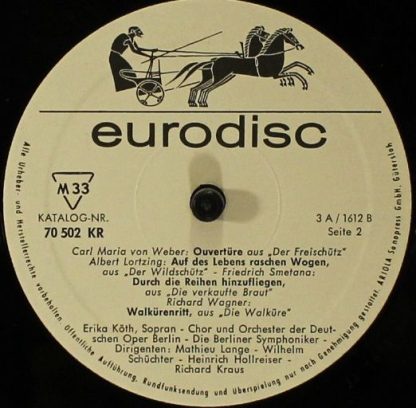 eurodisc
M 33
KATALOG-NR.
70 502 KR
3 A / 1612 B
Seite 2
Carl Maria von Weber: Ouvertüre aus „Der Freischütz“
Albert Lortzing: Auf des Lebens raschen Wogen,
aus „Der Wildschütz“ - Friedrich Smetana:
Durch die Reihen hinzufliegen,
aus „Die verkaufte Braut“
Richard Wagner:
Walkürenritt, aus „Die Walküre“
Erika Köth, Sopran - Chor und Orchester der Deut-
schen Oper Berlin - Die Berliner Symphoniker -
Dirigenten: Mathieu Lange - Wilhelm
Schüchter - Heinrich Hollreiser -
Richard Kraus
Alle Urheber- und Herstellerrechte vorbehalten. Öffentliche Aufführung, Rundfunksendung und Überspielung nur nach Genehmigung gestattet. ARIOLA Sonopress GmbH. Gütersloh